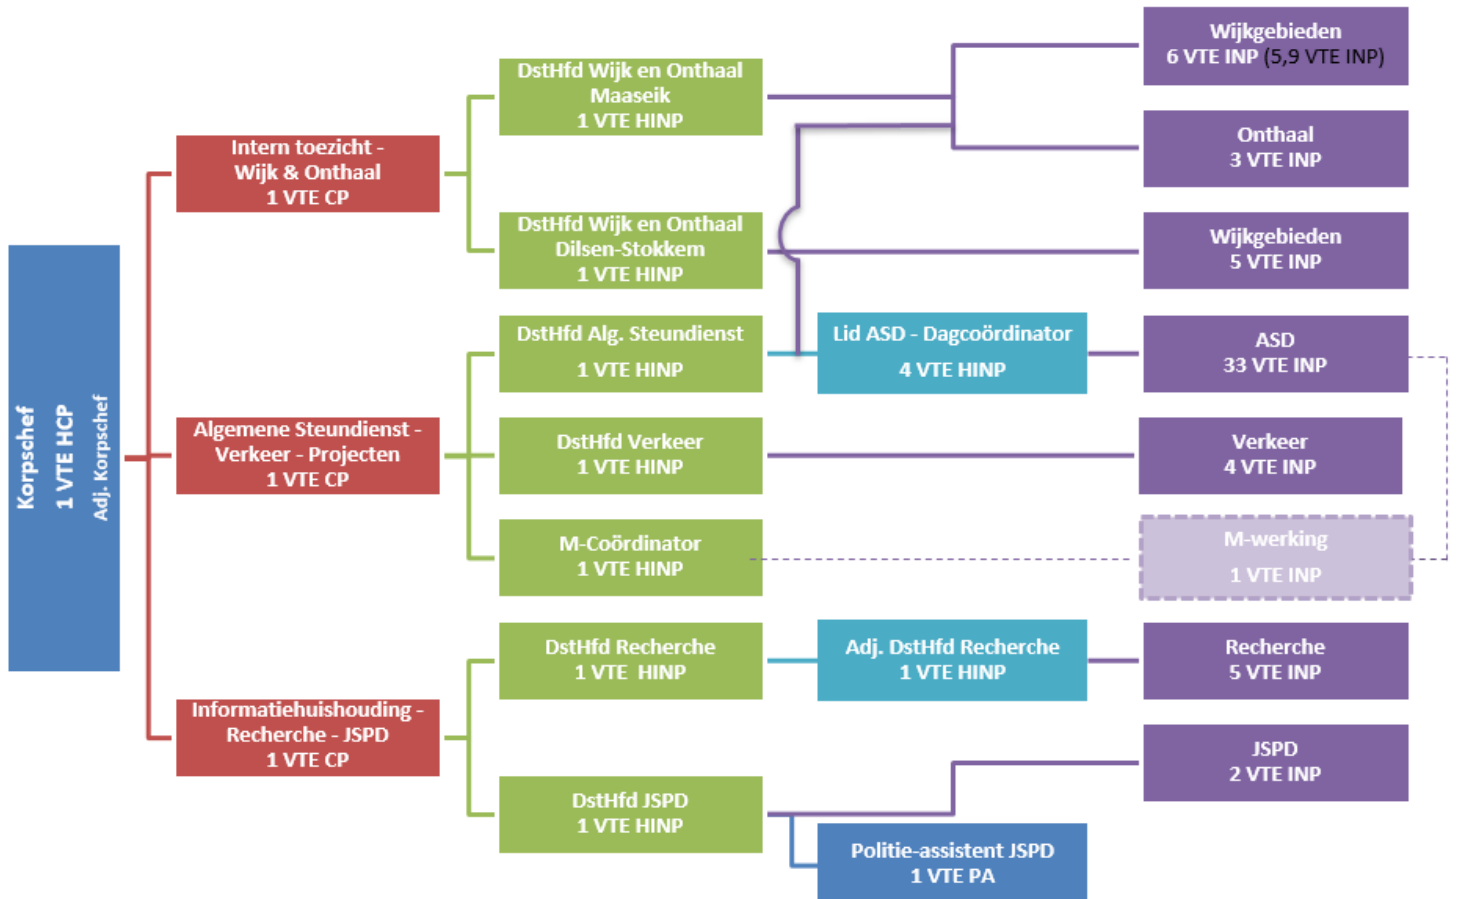 Korpschef
1 VTE HCP
Adj. Korpschef
Intern toezicht -
Wijk & Onthaal
1 VTE CP
DstHfd Wijk en Onthaal
Maaseik
1 VTE HINP
Wijkgebieden
6 VTE INP (5,9 VTE INP)
Onthaal
3 VTE INP
DstHfd Wijk en Onthaal
Dilsen-Stokkem
1 VTE HINP
Wijkgebieden
5 VTE INP
Algemene Steundienst -
Verkeer - Projecten
1 VTE CP
DstHfd Alg. Steundienst
1 VTE HINP
Lid ASD - Dagcoördinator
4 VTE HINP
ASD
33 VTE INP
DstHfd Verkeer
1 VTE HINP
Verkeer
4 VTE INP
M-Coördinator
1 VTE HINP
M-werking
1 VTE INP
Informatiehuishouding -
Recherche - JSPD
1 VTE CP
DstHfd Recherche
1 VTE HINP
Adj. DstHfd Recherche
1 VTE HINP
Recherche
5 VTE INP
DstHfd JSPD
1 VTE HINP
JSPD
2 VTE INP
Politie-assistent JSPD
1 VTE PA